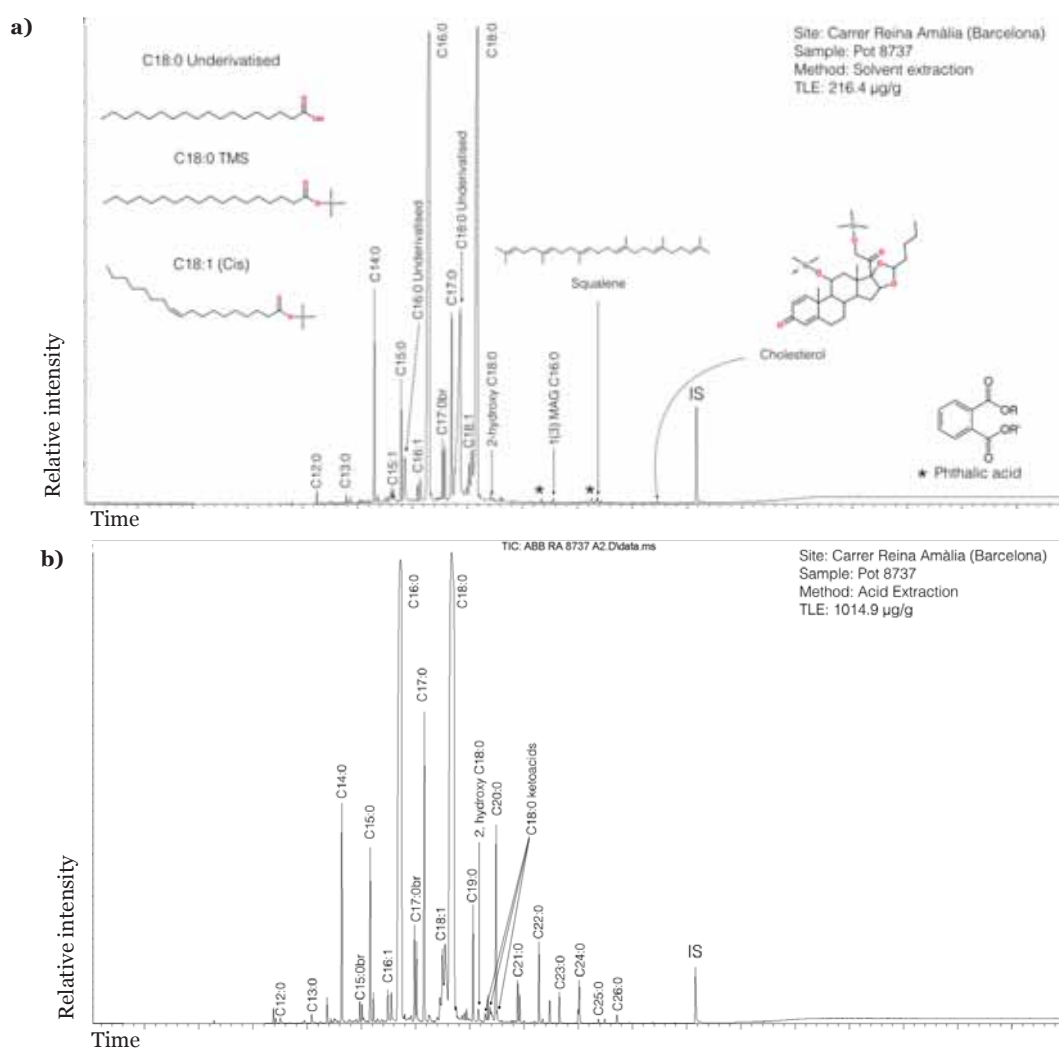 a)
C18:0 Underivatised
C18:0 TMS
C18:1 (Cis)
C12:0
C13:0
C14:0
C15:1
C15:0
C16:0 Underivatised
C16:1
C16:0
C17:0br
C17:0
C18:0 Underivatised
C18:1
C18:0
2-hydroxy C18:0
1(3) MAG C16:0
Squalene
Cholesterol
IS
Site: Carrer Reina Amàlia (Barcelona)
Sample: Pot 8737
Method: Solvent extraction
TLE: 216.4 µg/g
O
OR
O
OR'
★ Phthalic acid
★
★
Relative intensity
Time
b)
TIC: ABB RA 8737 A2.D\data.ms
Site: Carrer Reina Amàlia (Barcelona)
Sample: Pot 8737
Method: Acid Extraction
TLE: 1014.9 µg/g
C12:0
C13:0
C14:0
C15:0br
C15:0
C16:1
C16:0
C17:0br
C17:0
C18:1
C18:0
C19:0
2, hydroxy C18:0
C20:0
C18:0 ketoacids
C21:0
C22:0
C23:0
C24:0
C25:0
C26:0
IS
Relative intensity
Time